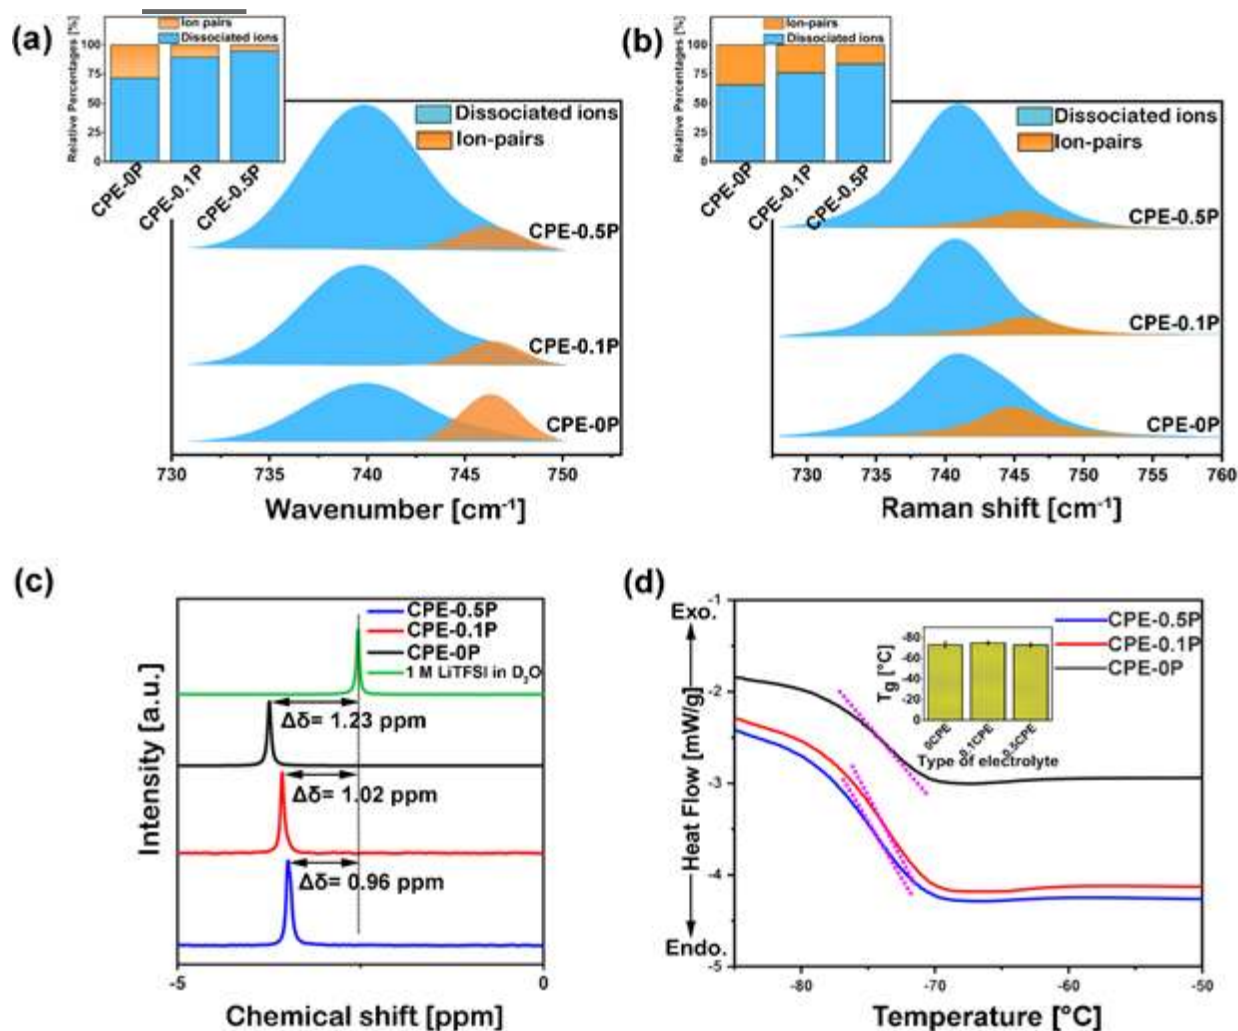 (a)
Ion pairs
Dissociated ions
Relative Percentages [%]
100
75
50
25
0
CPE-0P
CPE-0.1P
CPE-0.5P
Dissociated ions
Ion-pairs
CPE-0.5P
CPE-0.1P
CPE-0P
730 735 740 745 750
Wavenumber [cm⁻¹]
(b)
Ion-pairs
Dissociated ions
Relative Percentages [%]
100
75
50
25
0
CPE-0P
CPE-0.1P
CPE-0.5P
Dissociated ions
Ion-pairs
CPE-0.5P
CPE-0.1P
CPE-0P
730 735 740 745 750 755 760
Raman shift [cm⁻¹]
(c)
CPE-0.5P
CPE-0.1P
CPE-0P
1 M LiTFSI in D₂O
Δδ= 1.23 ppm
Δδ= 1.02 ppm
Δδ= 0.96 ppm
Intensity [a.u.]
-5 0
Chemical shift [ppm]
(d)
Exo.
Heat Flow [mW/g]
Endo.
-1
-2
-3
-4
-5
CPE-0.5P
CPE-0.1P
CPE-0P
Tg [°C]
-80
-60
-40
-20
0
0CPE
0.1CPE
0.5CPE
Type of electrolyte
-80 -70 -60 -50
Temperature [°C]